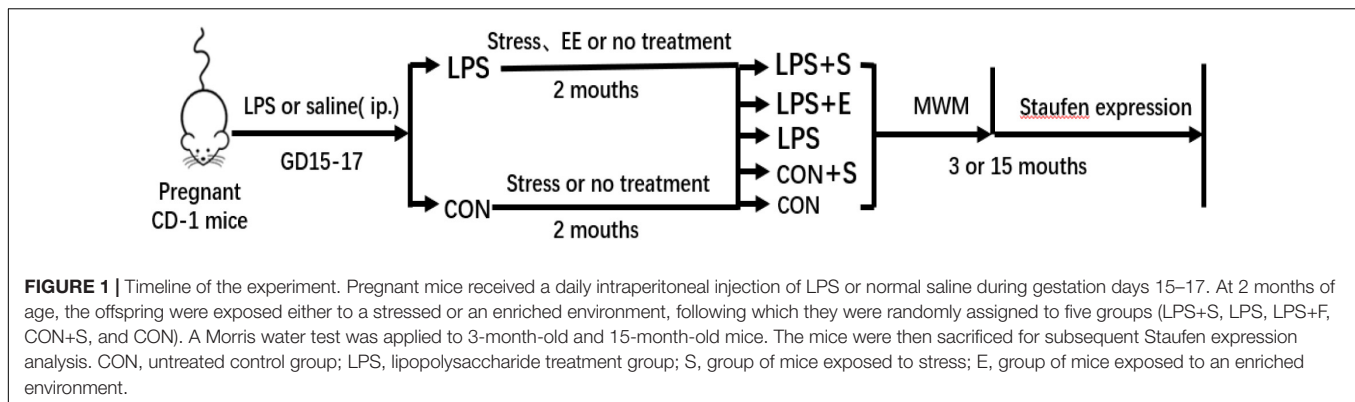 LPS or saline( ip.)
GD15-17
Pregnant
CD-1 mice
LPS
CON
Stress、EE or no treatment
2 mouths
Stress or no treatment
2 mouths
LPS+S
LPS+E
LPS
CON+S
CON
MWM
Staufen expression
3 or 15 mouths
FIGURE 1 | Timeline of the experiment. Pregnant mice received a daily intraperitoneal injection of LPS or normal saline during gestation days 15–17. At 2 months of
age, the offspring were exposed either to a stressed or an enriched environment, following which they were randomly assigned to five groups (LPS+S, LPS, LPS+F,
CON+S, and CON). A Morris water test was applied to 3-month-old and 15-month-old mice. The mice were then sacrificed for subsequent Staufen expression
analysis. CON, untreated control group; LPS, lipopolysaccharide treatment group; S, group of mice exposed to stress; E, group of mice exposed to an enriched
environment.